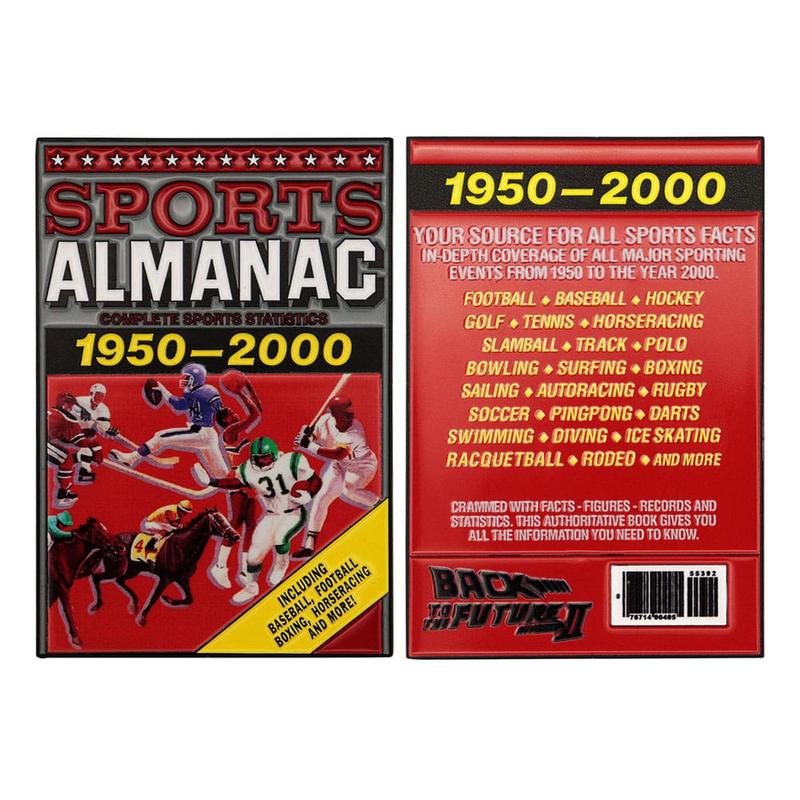 SPORTS
ALMANAC
COMPLETE SPORTS STATISTICS
1950–2000
31
4
INCLUDING
BASEBALL, FOOTBALL
BOXING, HORSERACING
AND MORE!
1950–2000
YOUR SOURCE FOR ALL SPORTS FACTS
IN-DEPTH COVERAGE OF ALL MAJOR SPORTING
EVENTS FROM 1950 TO THE YEAR 2000.
FOOTBALL ◆ BASEBALL ◆ HOCKEY
GOLF ◆ TENNIS ◆ HORSERACING
SLAMBALL ◆ TRACK ◆ POLO
BOWLING ◆ SURFING ◆ BOXING
SAILING ◆ AUTORACING ◆ RUGBY
SOCCER ◆ PINGPONG ◆ DARTS
SWIMMING ◆ DIVING ◆ ICE SKATING
RACQUETBALL ◆ RODEO ◆ AND MORE
CRAMMED WITH FACTS - FIGURES - RECORDS AND
STATISTICS. THIS AUTHORITATIVE BOOK GIVES YOU
ALL THE INFORMATION YOU NEED TO KNOW.
BACK
TO THE FUTURE
II
55392
0
76714 00485